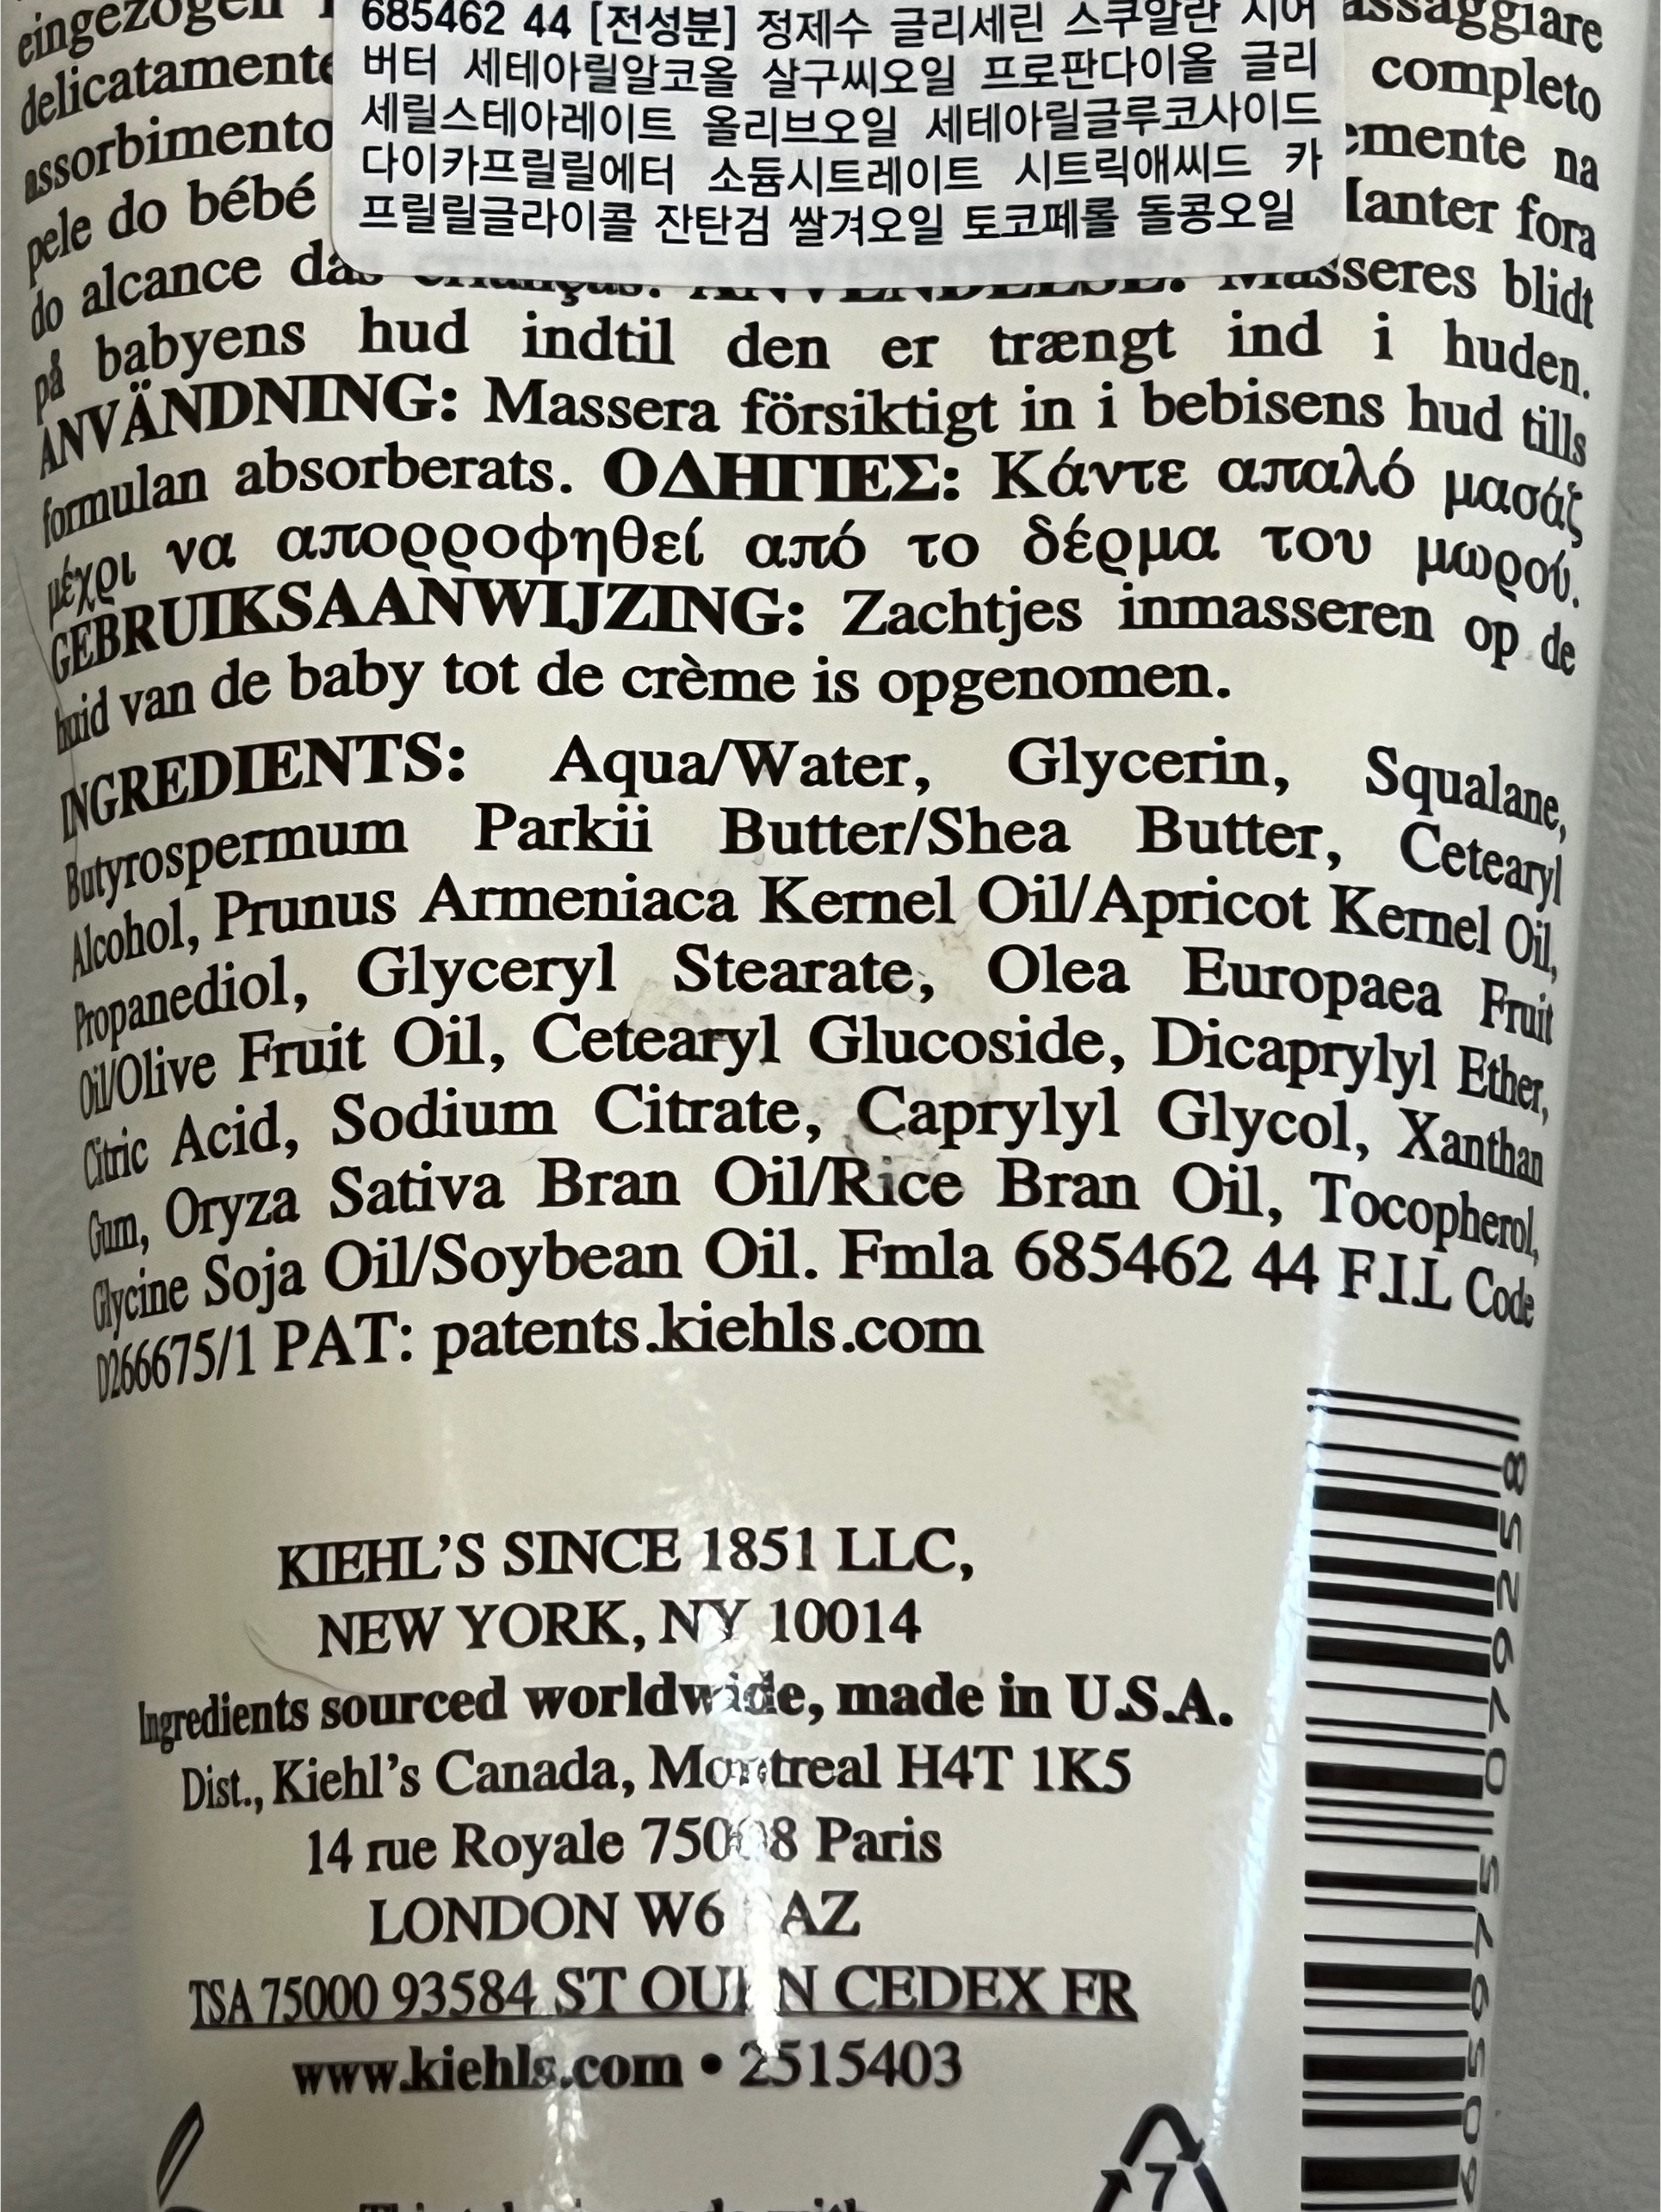 eingezogen
685462 44 [전성분] 정제수 글리세린 스쿠알란 시어
버터 세테아릴알코올 살구씨오일 프로판다이올 글리
세릴스테아레이트 올리브오일 세테아릴글루코사이드
다이카프릴릴에터 소듐시트레이트 시트릭애씨드 카
프릴릴글라이콜 잔탄검 쌀겨오일 토코페롤 돌콩오일
assaggiare
delicatamente completo
assorbimento emente na
pele do bébé Manter fora
do alcance das crianças. ANVENDELSE: Masseres blidt
på babyens hud indtil den er trængt ind i huden.
ANVÄNDNING: Massera försiktigt in i bebisens hud tills
formulan absorberats. ΟΔΗΓΙΕΣ: Κάντε απαλό μασάζ
μέχρι να απορροφηθεί από το δέρμα του μωρού.
GEBRUIKSAANWIJZING: Zachtjes inmasseren op de
huid van de baby tot de crème is opgenomen.
INGREDIENTS: Aqua/Water, Glycerin, Squalane,
Butyrospermum Parkii Butter/Shea Butter, Cetearyl
Alcohol, Prunus Armeniaca Kernel Oil/Apricot Kernel Oil,
Propanediol, Glyceryl Stearate, Olea Europaea Fruit
Oil/Olive Fruit Oil, Cetearyl Glucoside, Dicaprylyl Ether,
Citric Acid, Sodium Citrate, Caprylyl Glycol, Xanthan
Gum, Oryza Sativa Bran Oil/Rice Bran Oil, Tocopherol,
Glycine Soja Oil/Soybean Oil. Fmla 685462 44 F.I.L Code
D266675/1 PAT: patents.kiehls.com
KIEHL'S SINCE 1851 LLC,
NEW YORK, NY 10014
Ingredients sourced worldwide, made in U.S.A.
Dist., Kiehl's Canada, Montreal H4T 1K5
14 rue Royale 75008 Paris
LONDON W6 AZ
TSA 75000 93584 ST OUEN CEDEX FR
www.kiehls.com • 2515403
7